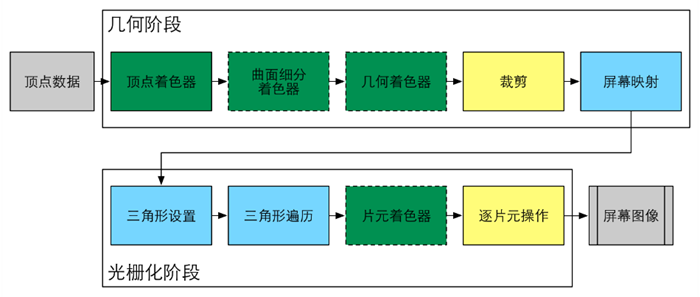 几何阶段
顶点数据
顶点着色器
曲面细分
着色器
几何着色器
裁剪
屏幕映射
三角形设置
三角形遍历
片元着色器
逐片元操作
屏幕图像
光栅化阶段